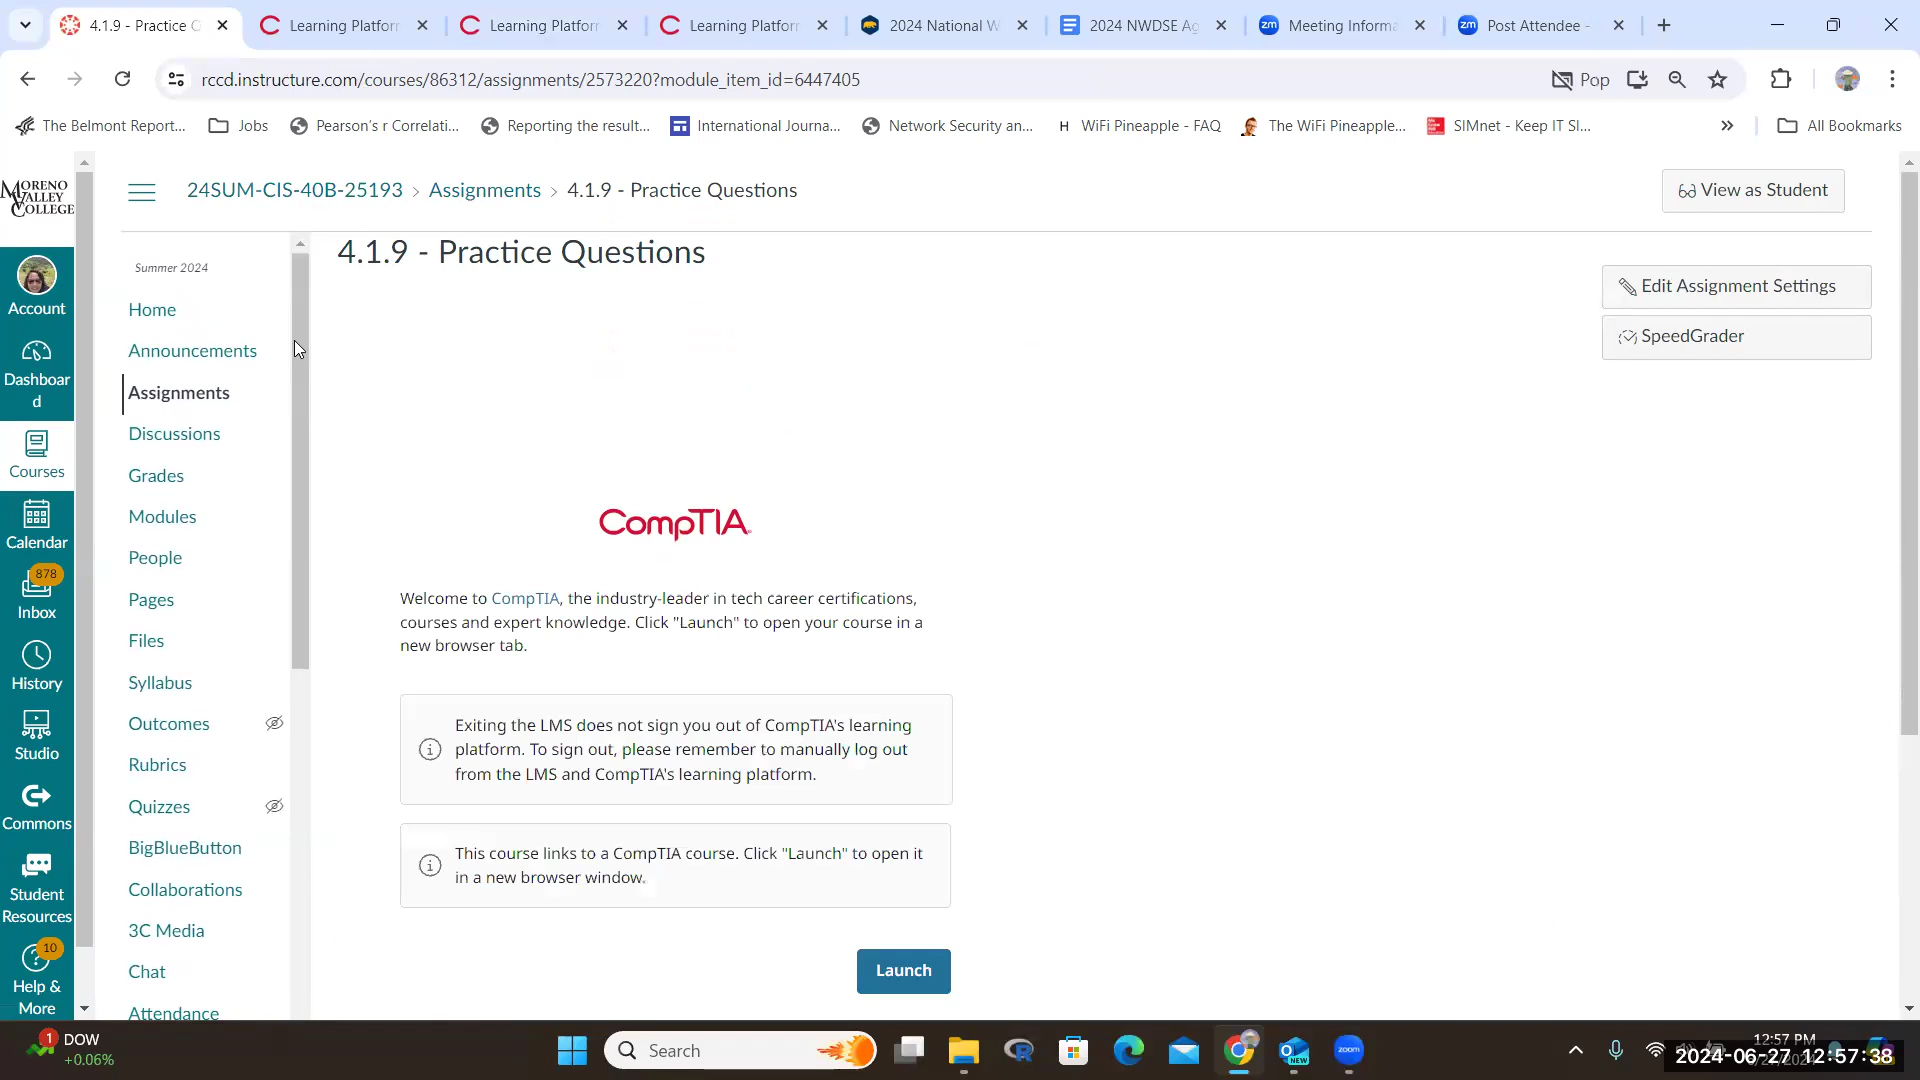 4.1.9 - Practice Q
Learning Platform
Learning Platform
Learning Platform
2024 National W
2024 NWDSE Ag
Meeting Informa
Post Attendee -
rccd.instructure.com/courses/86312/assignments/2573220?module_item_id=6447405
Pop
The Belmont Report...
Jobs
Pearson's r Correlati...
Reporting the result...
International Journa...
Network Security an...
WiFi Pineapple - FAQ
The WiFi Pineapple...
SIMnet - Keep IT SI...
All Bookmarks
MORENO
VALLEY
COLLEGE
24SUM-CIS-40B-25193 > Assignments > 4.1.9 - Practice Questions
View as Student
Account
Dashboar
d
Courses
Calendar
878
Inbox
History
Studio
Commons
Student
Resources
10
Help &
More
Summer 2024
Home
Announcements
Assignments
Discussions
Grades
Modules
People
Pages
Files
Syllabus
Outcomes
Rubrics
Quizzes
BigBlueButton
Collaborations
3C Media
Chat
Attendance
4.1.9 - Practice Questions
Edit Assignment Settings
SpeedGrader
CompTIA
Welcome to CompTIA, the industry-leader in tech career certifications,
courses and expert knowledge. Click "Launch" to open your course in a
new browser tab.
Exiting the LMS does not sign you out of CompTIA's learning
platform. To sign out, please remember to manually log out
from the LMS and CompTIA's learning platform.
This course links to a CompTIA course. Click "Launch" to open it
in a new browser window.
Launch
1
DOW
+0.06%
Search
NEW
zoom
12:57 PM
2024-06-27 12:57:38